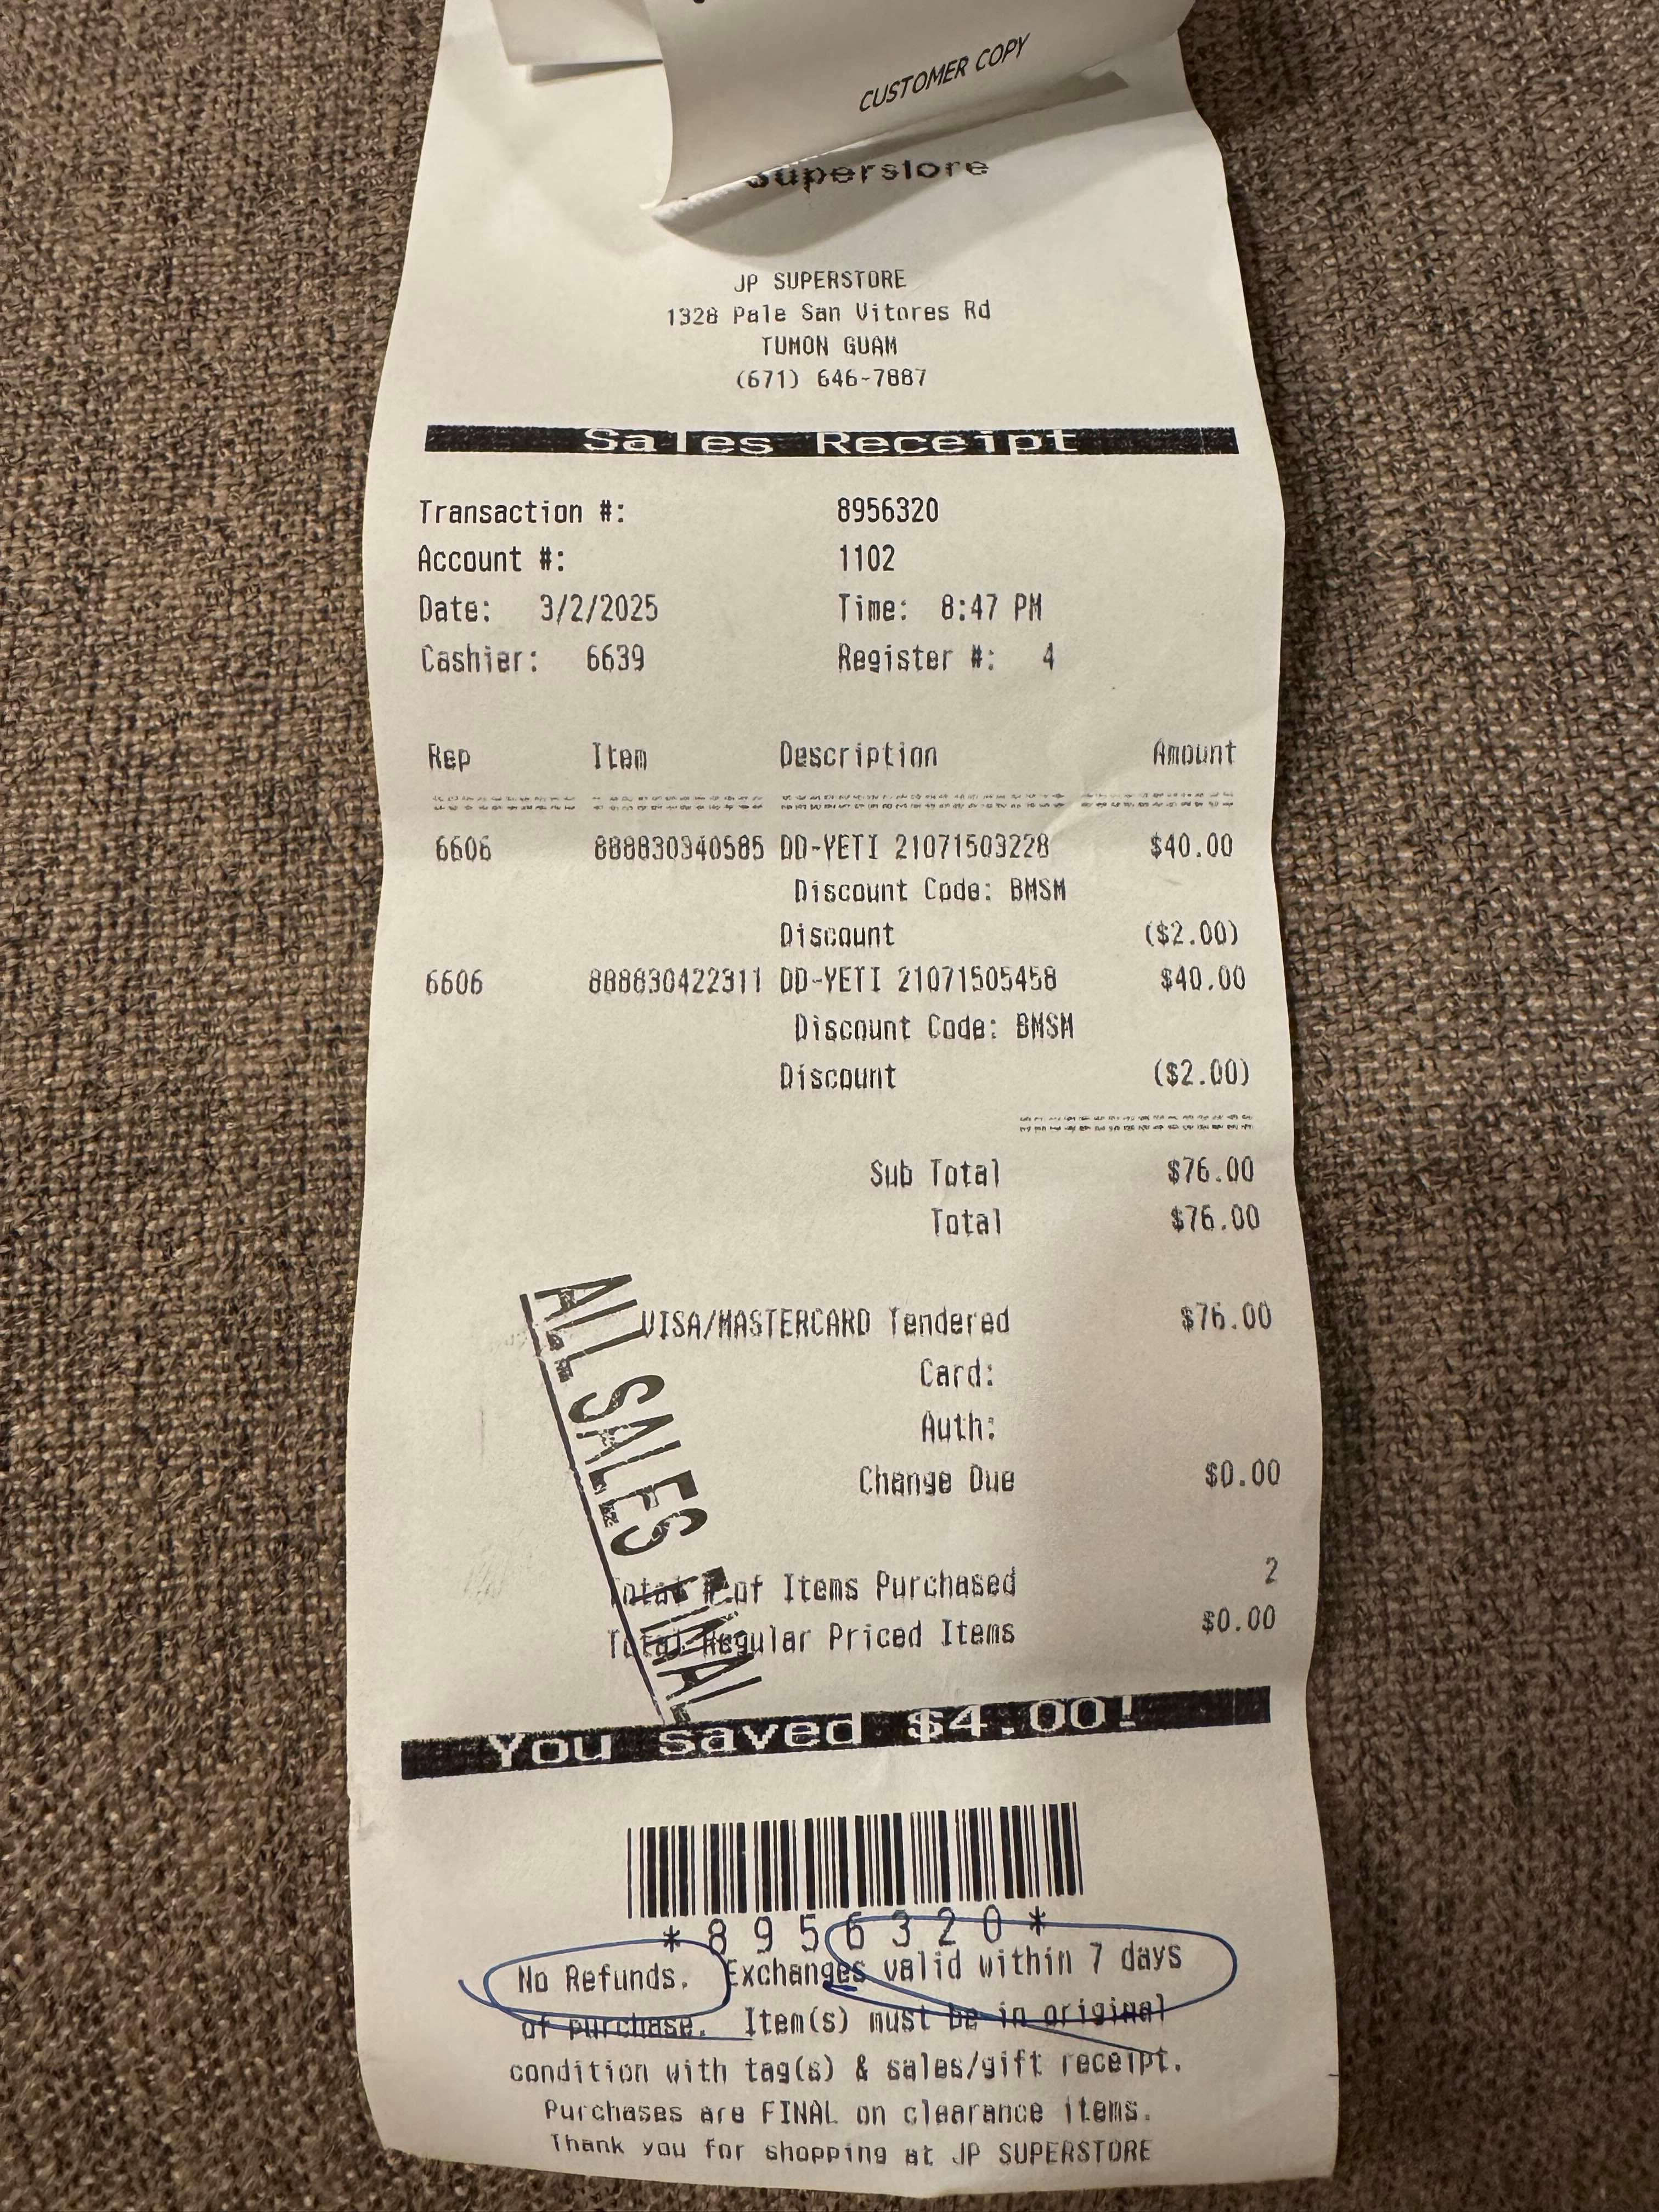 CUSTOMER COPY
Superstore
JP SUPERSTORE
1328 Pale San Vitores Rd
TUMON GUAM
(671) 646-7887
Sales Receipt
Transaction #: 8956320
Account #: 1102
Date: 3/2/2025 Time: 8:47 PM
Cashier: 6639 Register #: 4
Rep Item Description Amount
6606 888830340585 DD-YETI 21071503228 $40.00
Discount Code: BMSM
Discount ($2.00)
6606 888830422311 DD-YETI 21071505458 $40.00
Discount Code: BMSM
Discount ($2.00)
Sub Total $76.00
Total $76.00
VISA/MASTERCARD Tendered $76.00
Card:
Auth:
Change Due $0.00
ALL SALES FINAL
Total # of Items Purchased 2
Total Regular Priced Items $0.00
You saved $4.00!
*8956320*
No Refunds. Exchanges valid within 7 days
of purchase. Item(s) must be in original
condition with tag(s) & sales/gift receipt.
Purchases are FINAL on clearance items.
Thank you for shopping at JP SUPERSTORE